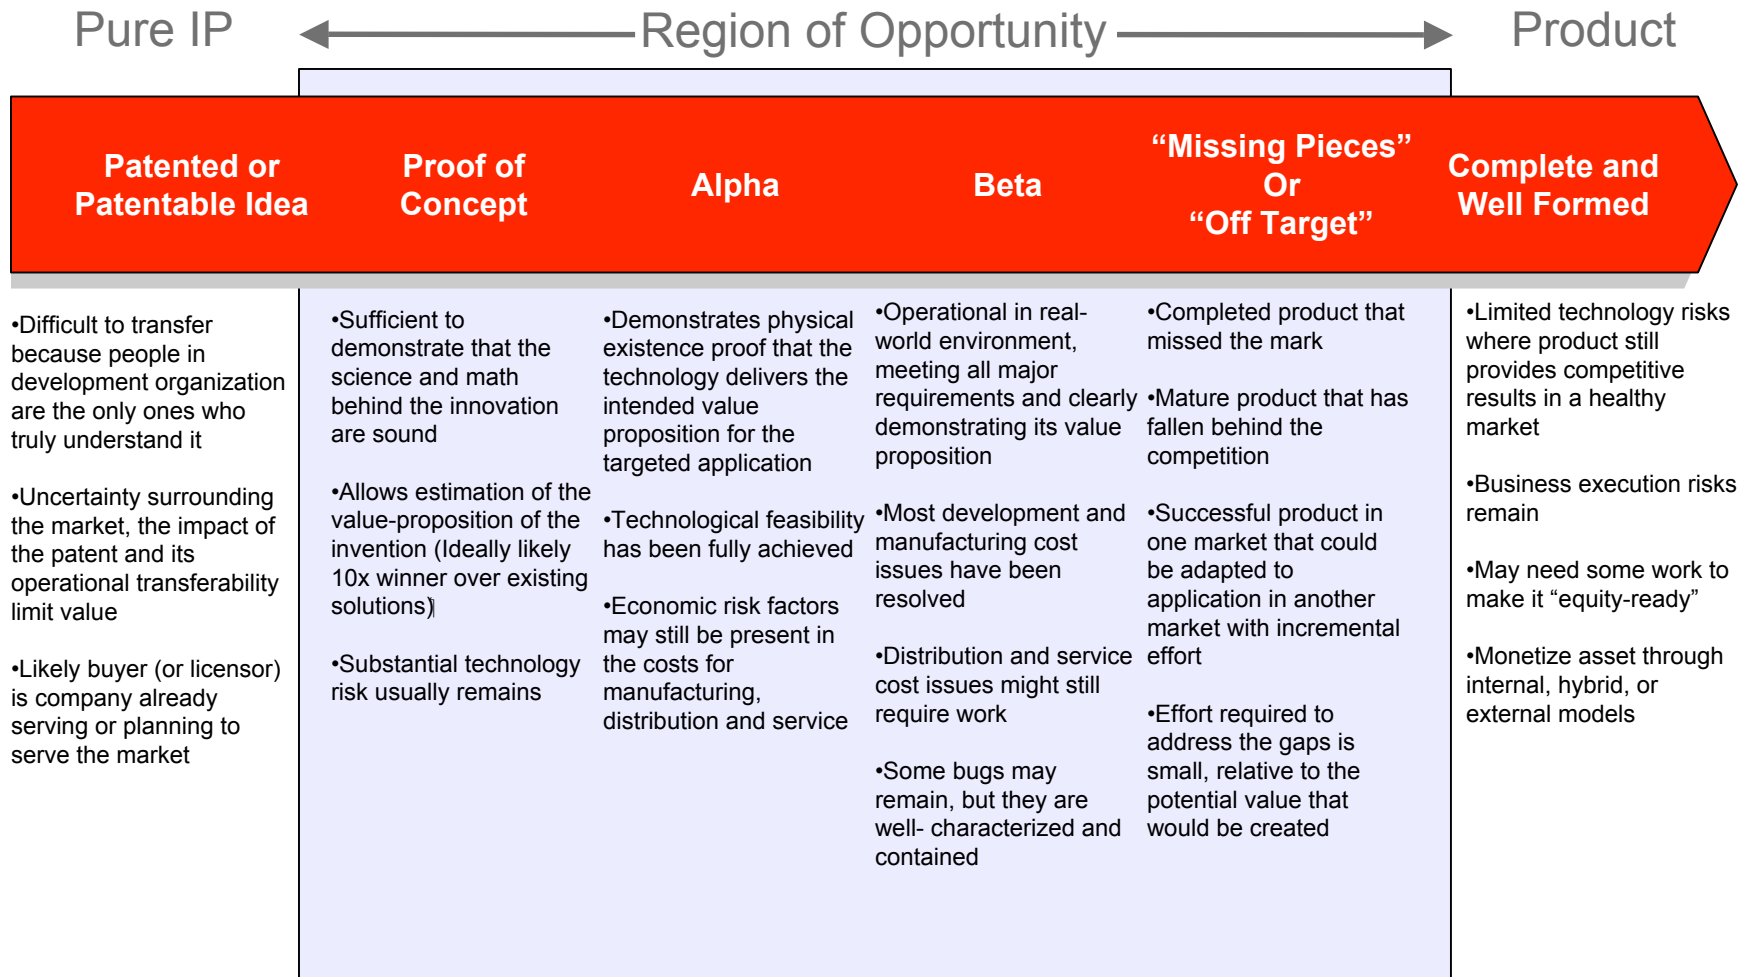 Pure IP
Region of Opportunity
Product
Patented or
Patentable Idea
Proof of
Concept
Alpha
Beta
“Missing Pieces”
Or
“Off Target”
Complete and
Well Formed
•Difficult to transfer
because people in
development organization
are the only ones who
truly understand it
•Uncertainty surrounding
the market, the impact of
the patent and its
operational transferability
limit value
•Likely buyer (or licensor)
is company already
serving or planning to
serve the market
•Sufficient to
demonstrate that the
science and math
behind the innovation
are sound
•Allows estimation of the
value-proposition of the
invention (Ideally likely
10x winner over existing
solutions)
•Substantial technology
risk usually remains
•Demonstrates physical
existence proof that the
technology delivers the
intended value
proposition for the
targeted application
•Technological feasibility
has been fully achieved
•Economic risk factors
may still be present in
the costs for
manufacturing,
distribution and service
•Operational in real-
world environment,
meeting all major
requirements and clearly
demonstrating its value
proposition
•Most development and
manufacturing cost
issues have been
resolved
•Distribution and service
cost issues might still
require work
•Some bugs may
remain, but they are
well- characterized and
contained
•Completed product that
missed the mark
•Mature product that has
fallen behind the
competition
•Successful product in
one market that could
be adapted to
application in another
market with incremental
effort
•Effort required to
address the gaps is
small, relative to the
potential value that
would be created
•Limited technology risks
where product still
provides competitive
results in a healthy
market
•Business execution risks
remain
•May need some work to
make it “equity-ready”
•Monetize asset through
internal, hybrid, or
external models